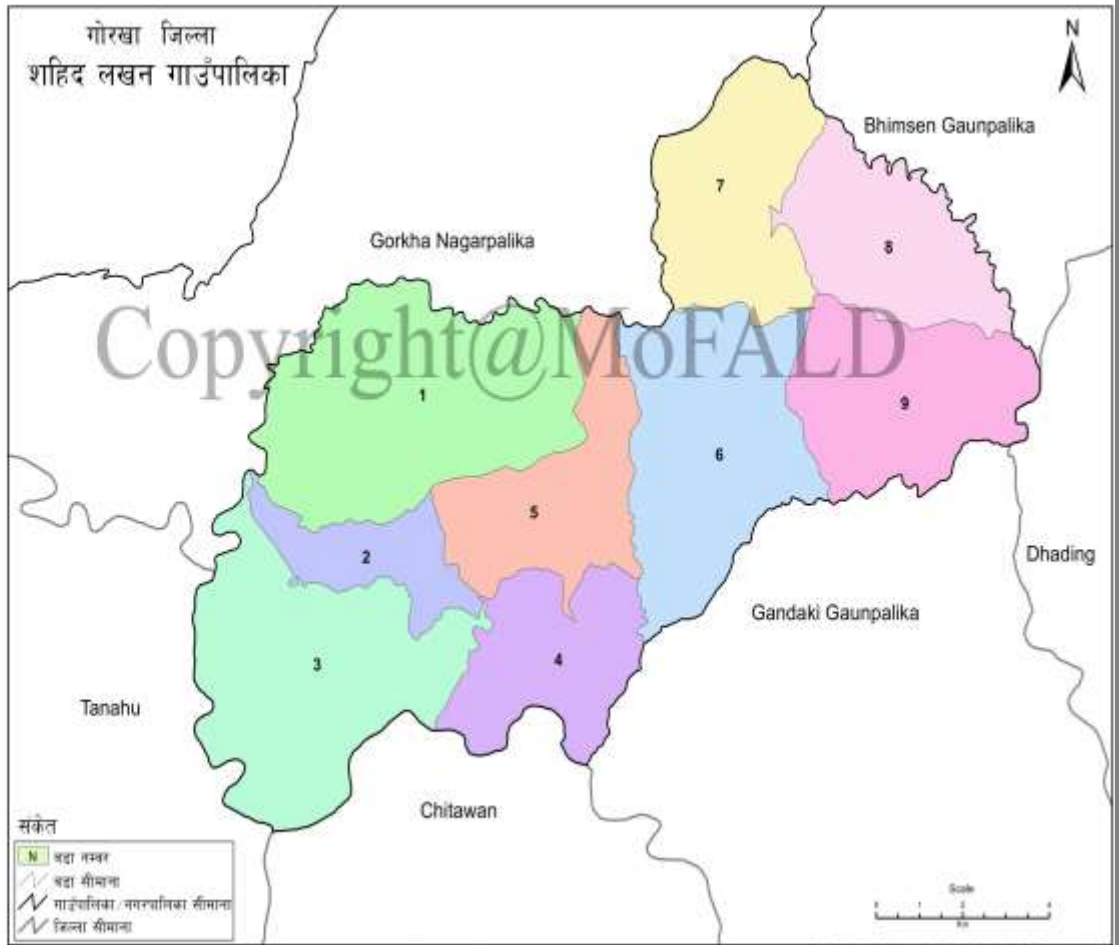 गोरखा जिल्ला
शहिद लखन गाउँपालिका
N
Bhimsen Gaunpalika
7
Gorkha Nagarpalika
8
Copyright@MoFALD
1
9
6
5
2
Dhading
Gandaki Gaunpalika
3
4
Tanahu
Chitawan
संकेत
N वडा नम्बर
वडा सीमाना
गाउँपालिका/नगरपालिका सीमाना
जिल्ला सीमाना
Scale
Km